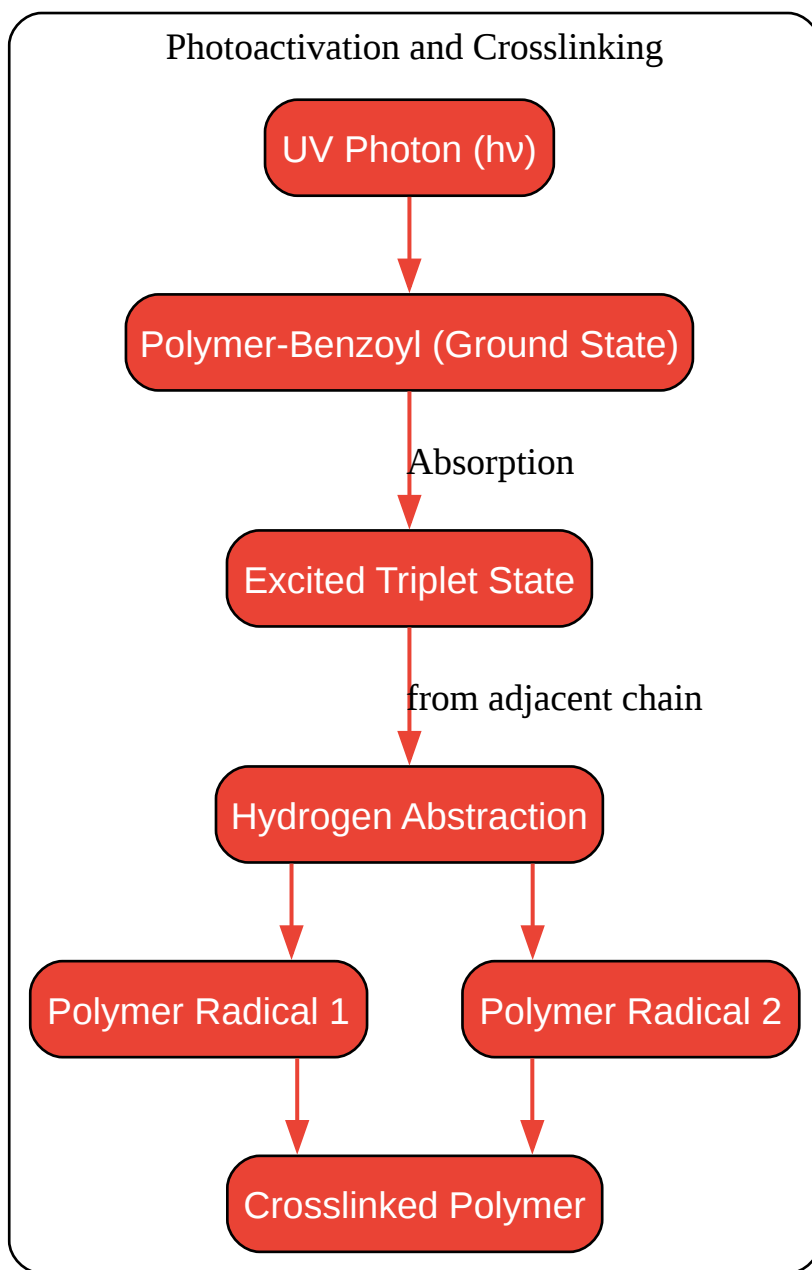 Photoactivation and Crosslinking
UV Photon (hν)
Polymer-Benzoyl (Ground State)
Absorption
Excited Triplet State
from adjacent chain
Hydrogen Abstraction
Polymer Radical 1
Polymer Radical 2
Crosslinked Polymer